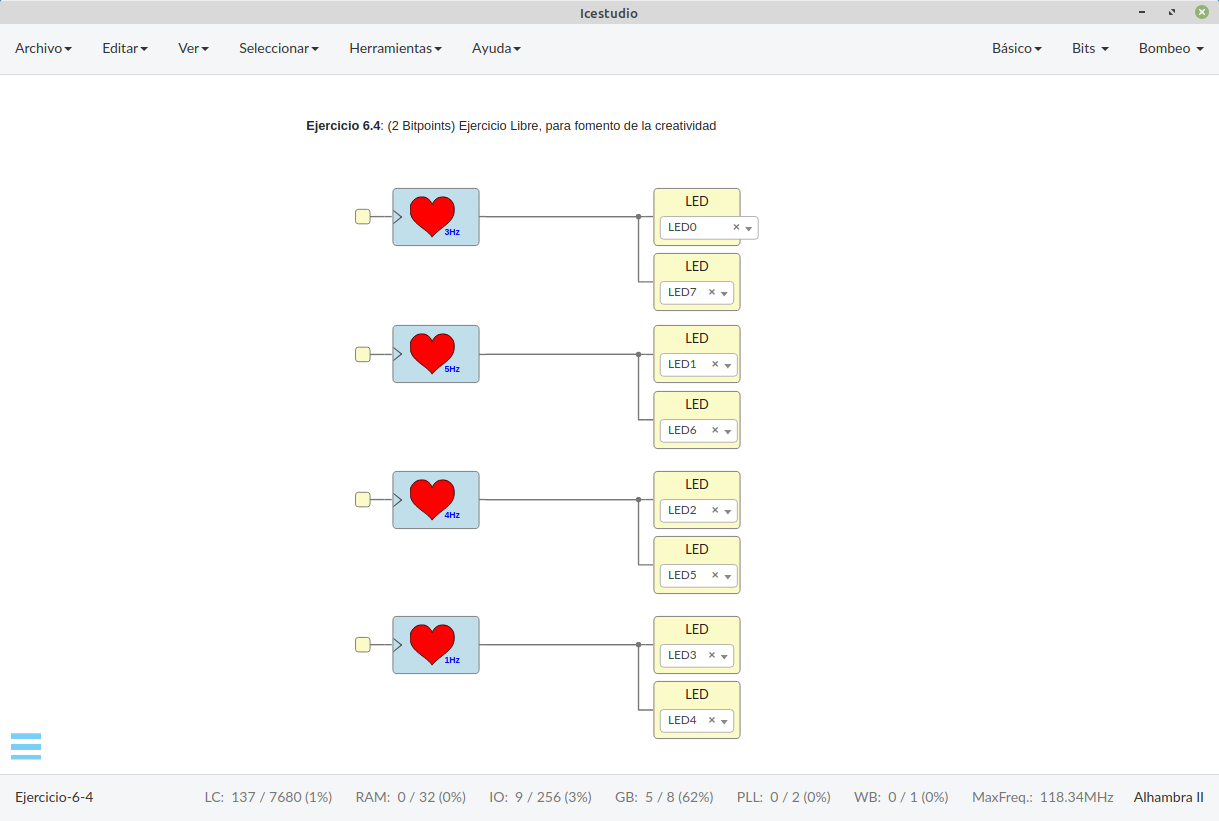 Icestudio
Archivo Editar Ver Seleccionar Herramientas Ayuda Básico Bits Bombeo
Ejercicio 6.4: (2 Bitpoints) Ejercicio Libre, para fomento de la creatividad
LED
3Hz LED0 ×
LED
LED7 ×
LED
5Hz LED1 ×
LED
LED6 ×
LED
4Hz LED2 ×
LED
LED5 ×
LED
1Hz LED3 ×
LED
LED4 ×
Ejercicio-6-4 LC: 137 / 7680 (1%) RAM: 0 / 32 (0%) IO: 9 / 256 (3%) GB: 5 / 8 (62%) PLL: 0 / 2 (0%) WB: 0 / 1 (0%) MaxFreq.: 118.34MHz Alhambra II